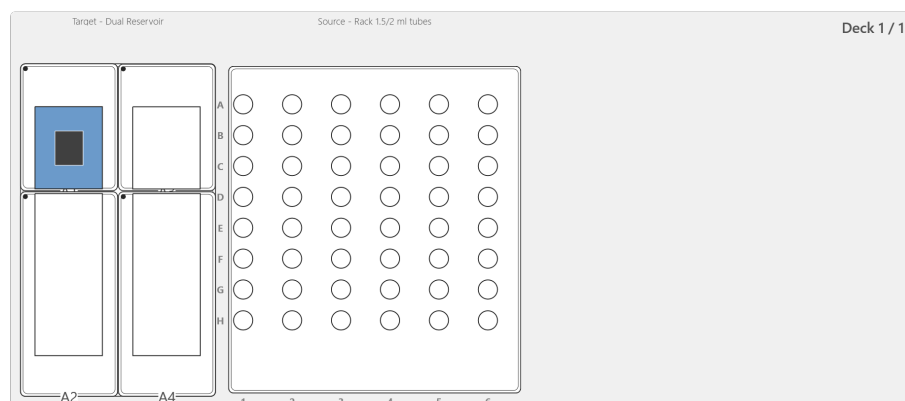 Target - Dual Reservoir
Source - Rack 1.5/2 ml tubes
Deck 1 / 1
A
B
C
D
E
F
G
H
A2
A4